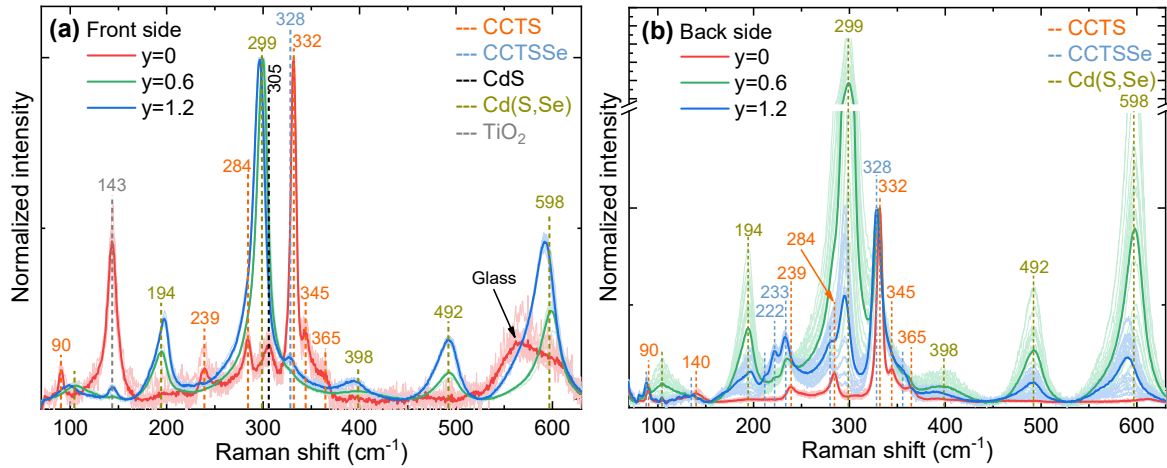 (a) Front side
y=0
y=0.6
y=1.2
CCTS
CCTSSe
CdS
Cd(S,Se)
TiO₂
328
299
332
305
284
143
598
Glass
194
239
345
365
492
90
398
Normalized intensity
100 200 300 400 500 600
Raman shift (cm⁻¹)
(b) Back side
y=0
y=0.6
y=1.2
CCTS
CCTSSe
Cd(S,Se)
299
598
328
332
194
284
239
233
222
492
345
365
398
90
140
Normalized intensity
100 200 300 400 500 600
Raman shift (cm⁻¹)